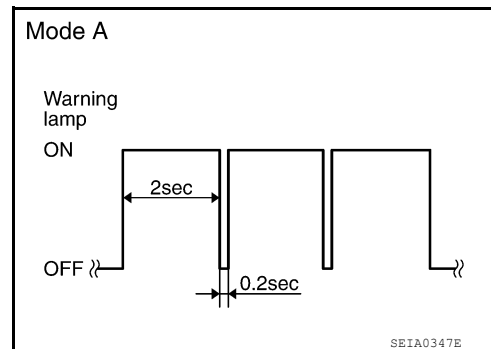 Mode A
Warning
lamp
ON
2sec
OFF
0.2sec
SEIA0347E